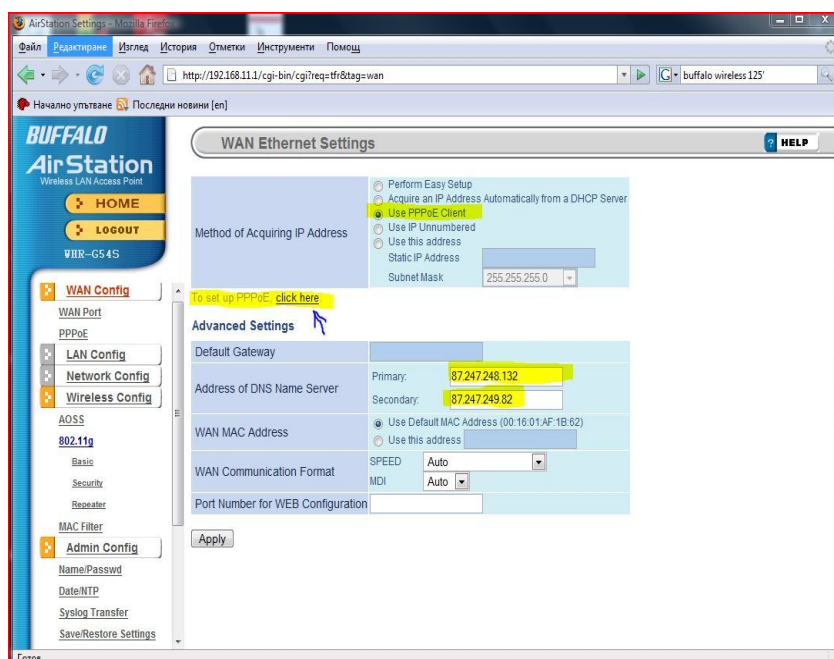 AirStation Settings - Mozilla Firefox
Файл Редактиране Изглед История Отметки Инструменти Помощ
http://192.168.11.1/cgi-bin/cgi?req=tfr&tag=wan
G buffalo wireless 125'
Начално упътване Последни новини [en]
BUFFALO
AirStation
Wireless LAN Access Point
HOME
LOGOUT
WHR-G54S
WAN Config
WAN Port
PPPoE
LAN Config
Network Config
Wireless Config
AOSS
802.11g
Basic
Security
Repeater
MAC Filter
Admin Config
Name/Passwd
Date/NTP
Syslog Transfer
Save/Restore Settings
WAN Ethernet Settings
? HELP
Method of Acquiring IP Address
Perform Easy Setup
Acquire an IP Address Automatically from a DHCP Server
Use PPPoE Client
Use IP Unnumbered
Use this address
Static IP Address
Subnet Mask 255.255.255.0
To set up PPPoE, click here
Advanced Settings
Default Gateway
Address of DNS Name Server
Primary: 87.247.248.132
Secondary: 87.247.249.82
WAN MAC Address
Use Default MAC Address (00:16:01:AF:1B:62)
Use this address
WAN Communication Format
SPEED Auto
MDI Auto
Port Number for WEB Configuration
Apply
Готов